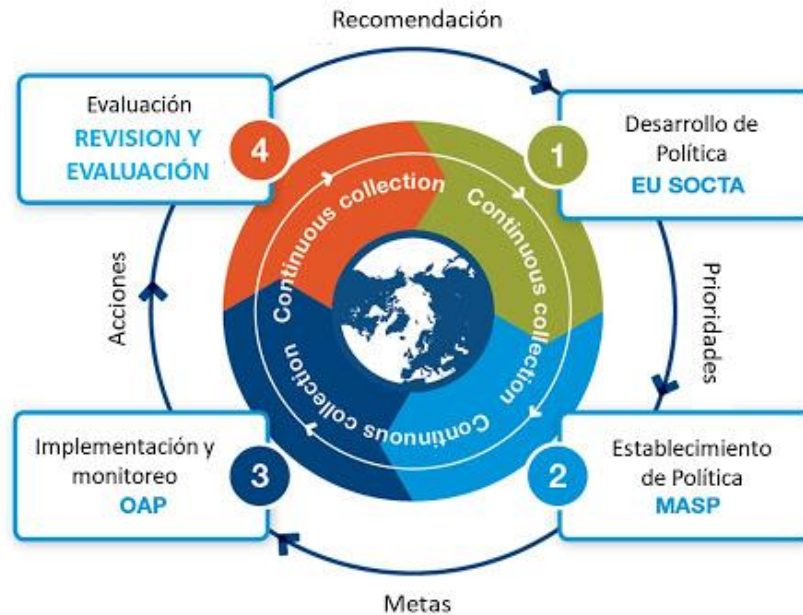 Recomendación
Evaluación
REVISION Y
EVALUACIÓN
4
1
Desarrollo de
Política
EU SOCTA
Continuous collection
Continuous collection
Acciones
Prioridades
Continuous collection
Continuous collection
Implementación y
monitoreo
OAP
3
2
Establecimiento
de Política
MASP
Metas